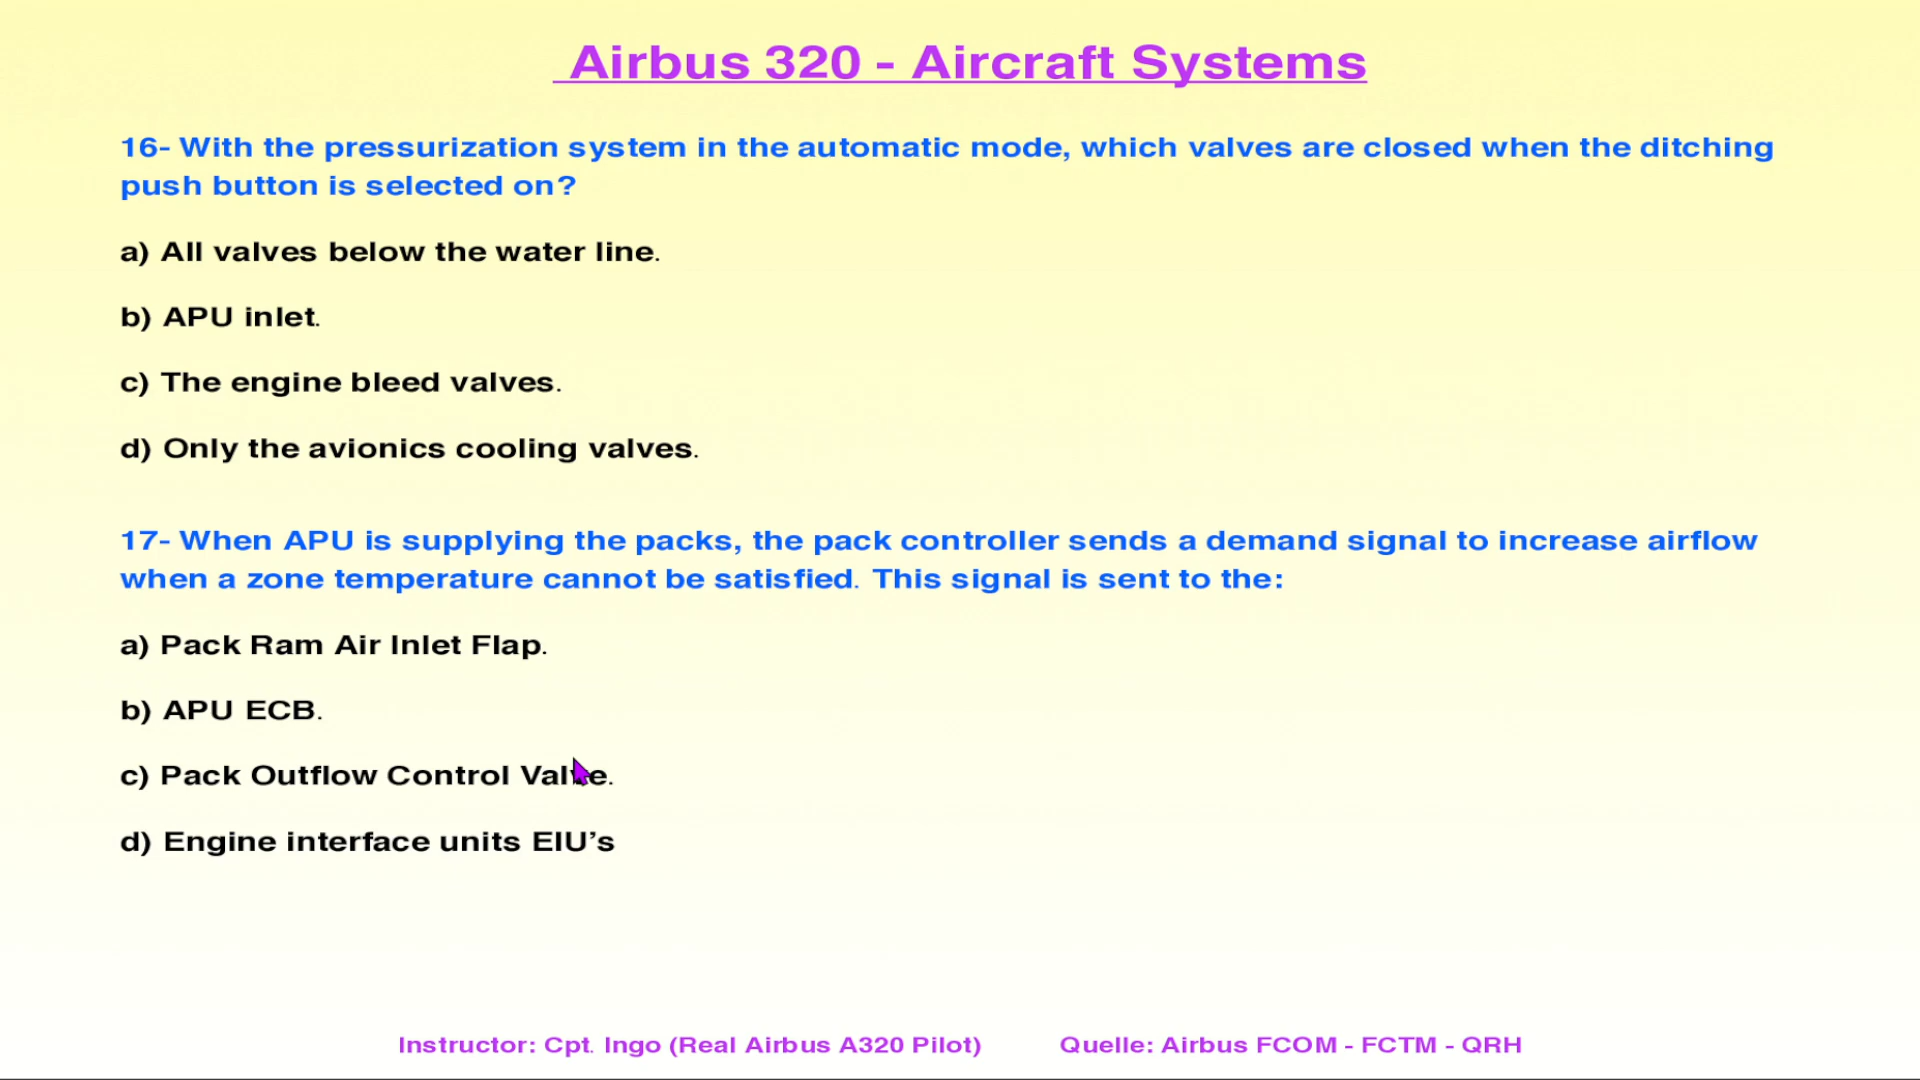 Airbus 320 - Aircraft Systems
16- With the pressurization system in the automatic mode, which valves are closed when the ditching
push button is selected on?
a) All valves below the water line.
b) APU inlet.
c) The engine bleed valves.
d) Only the avionics cooling valves.
17- When APU is supplying the packs, the pack controller sends a demand signal to increase airflow
when a zone temperature cannot be satisfied. This signal is sent to the:
a) Pack Ram Air Inlet Flap.
b) APU ECB.
c) Pack Outflow Control Valve.
d) Engine interface units EIU’s
Instructor: Cpt. Ingo (Real Airbus A320 Pilot) Quelle: Airbus FCOM - FCTM - QRH